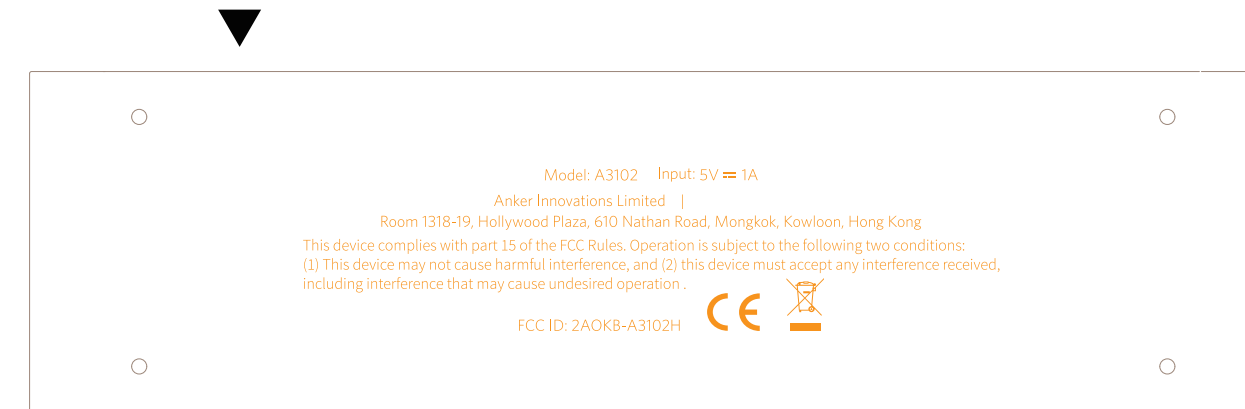 Model: A3102 Input: 5V ⎓ 1A
Anker Innovations Limited |
Room 1318-19, Hollywood Plaza, 610 Nathan Road, Mongkok, Kowloon, Hong Kong
This device complies with part 15 of the FCC Rules. Operation is subject to the following two conditions:
(1) This device may not cause harmful interference, and (2) this device must accept any interference received,
including interference that may cause undesired operation .
FCC ID: 2AOKB-A3102H CE